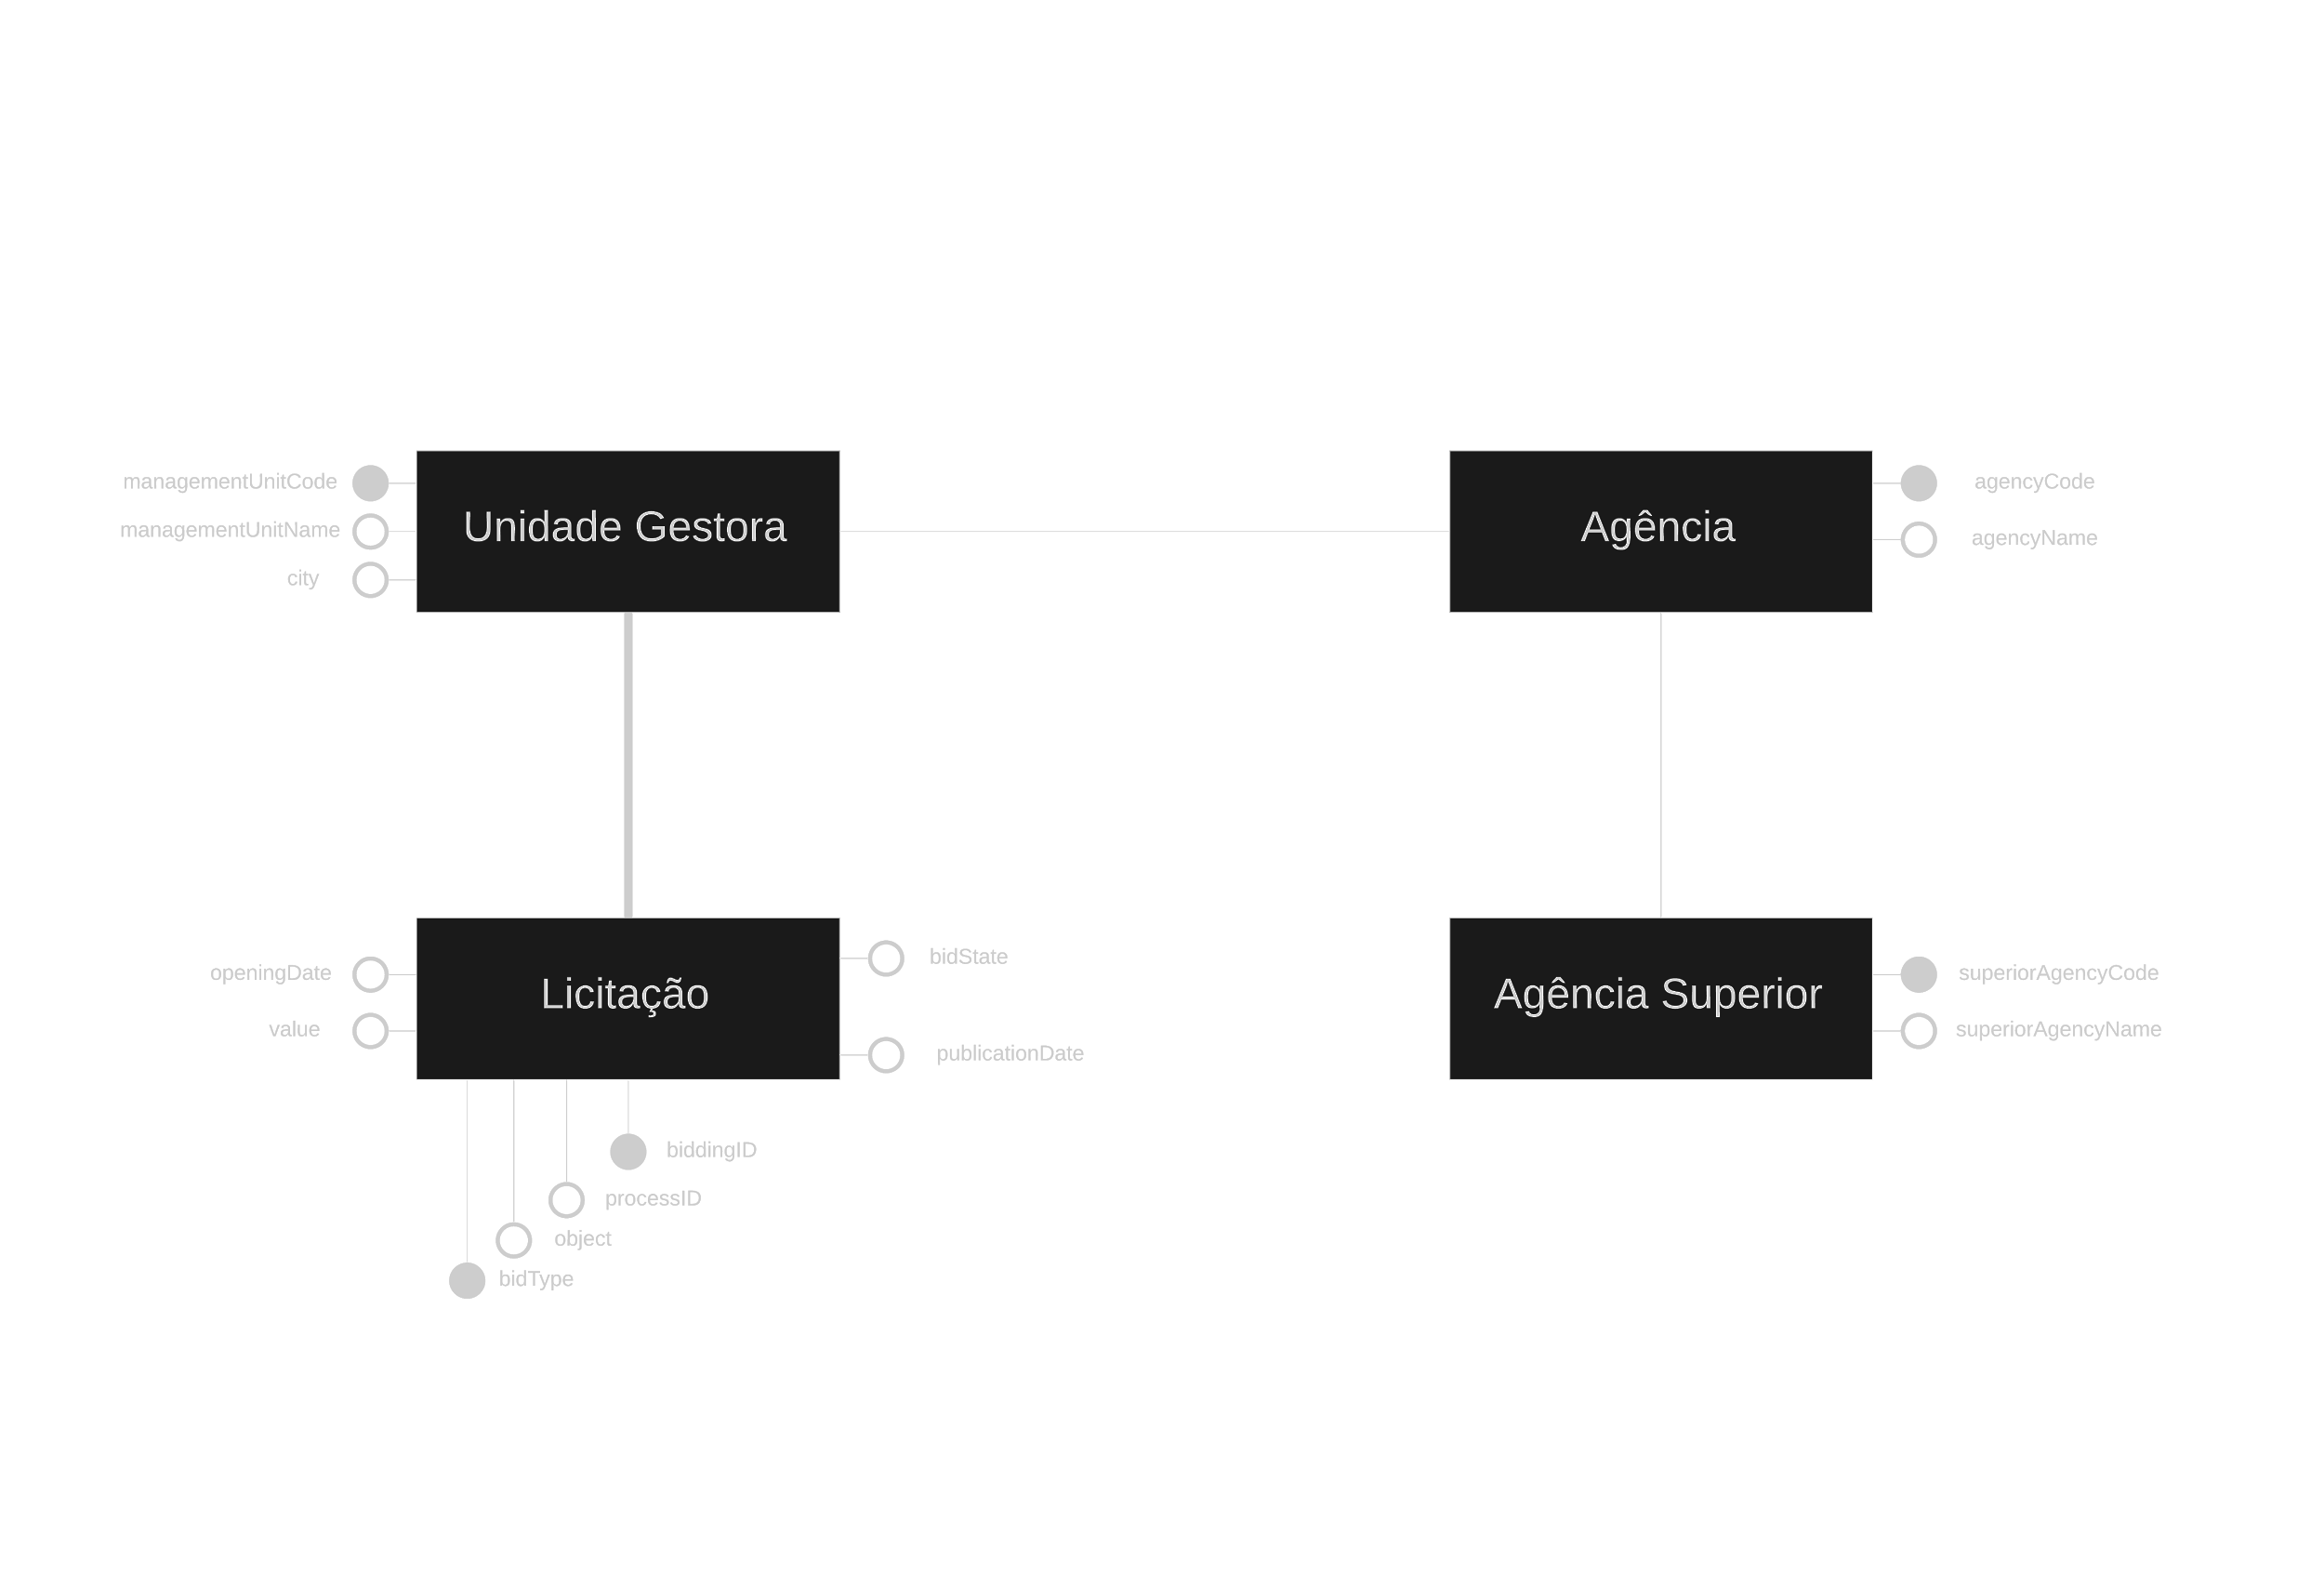 managementUnitCode
managementUnitName
city
Unidade Gestora
Agência
agencyCode
agencyName
openingDate
value
Licitação
bidState
publicationDate
Agência Superior
superiorAgencyCode
superiorAgencyName
biddingID
processID
object
bidType